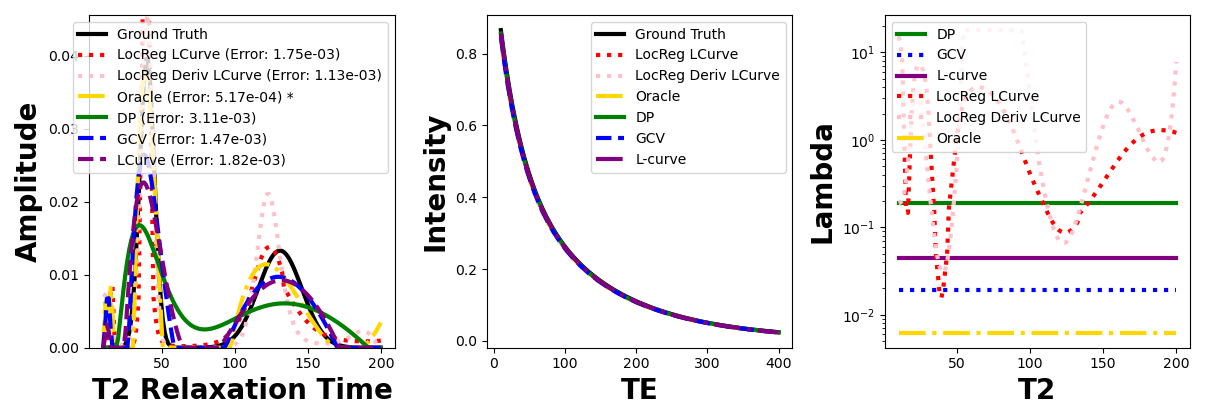 Amplitude
0.04
0.03
0.02
0.01
0.00
Ground Truth
LocReg LCurve (Error: 1.75e-03)
LocReg Deriv LCurve (Error: 1.13e-03)
Oracle (Error: 5.17e-04) *
DP (Error: 3.11e-03)
GCV (Error: 1.47e-03)
LCurve (Error: 1.82e-03)
50 100 150 200
T2 Relaxation Time
Intensity
0.8
0.6
0.4
0.2
0.0
Ground Truth
LocReg LCurve
LocReg Deriv LCurve
Oracle
DP
GCV
L-curve
0 100 200 300 400
TE
Lambda
10¹
10⁰
10⁻¹
10⁻²
DP
GCV
L-curve
LocReg LCurve
LocReg Deriv LCurve
Oracle
50 100 150 200
T2